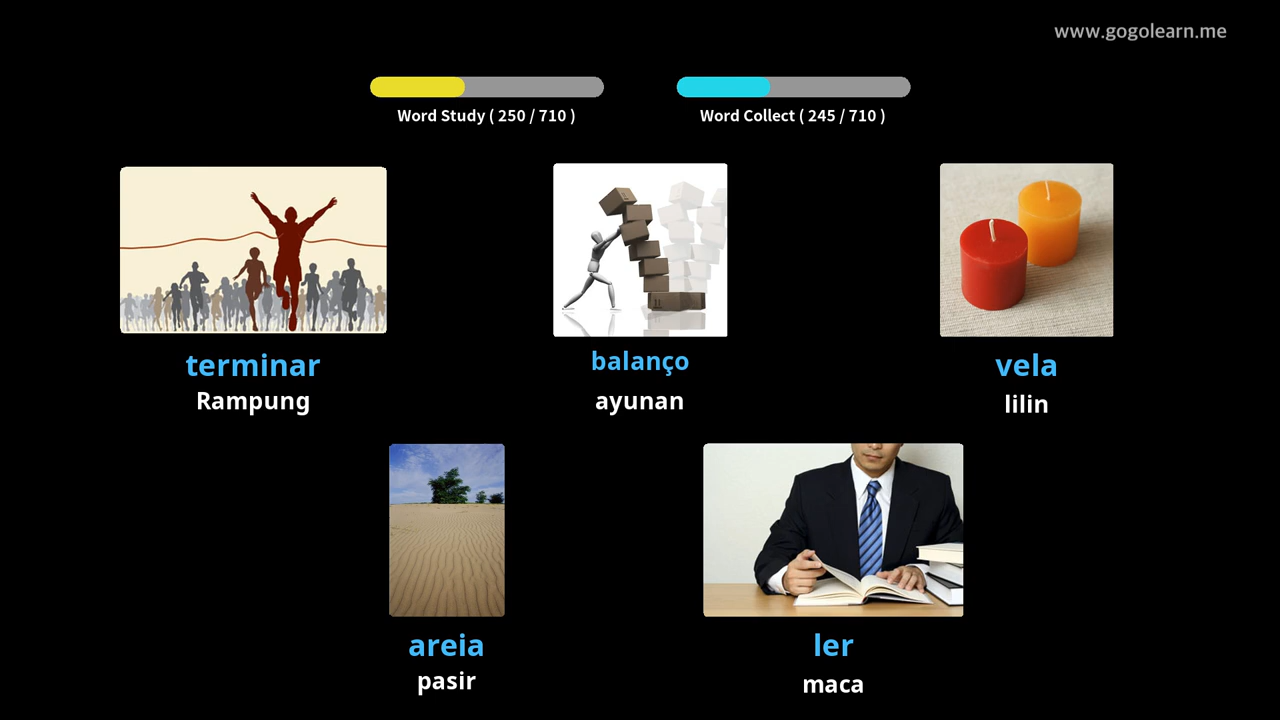 www.gogolearn.me
Word Study ( 250 / 710 )
Word Collect ( 245 / 710 )
terminar
Rampung
balanço
ayunan
vela
lilin
areia
pasir
ler
maca